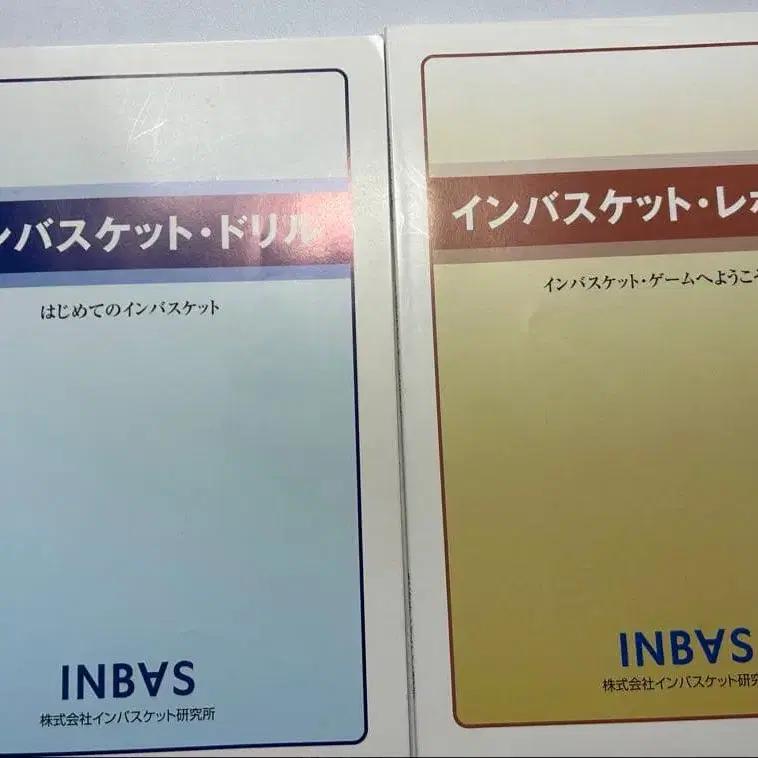 ンバスケット・ドリル
はじめてのインバスケット
INBAS
株式会社インバスケット研究所
インバスケット・レポ
インバスケット・ゲームへようこそ
INBAS
株式会社インバスケット研究